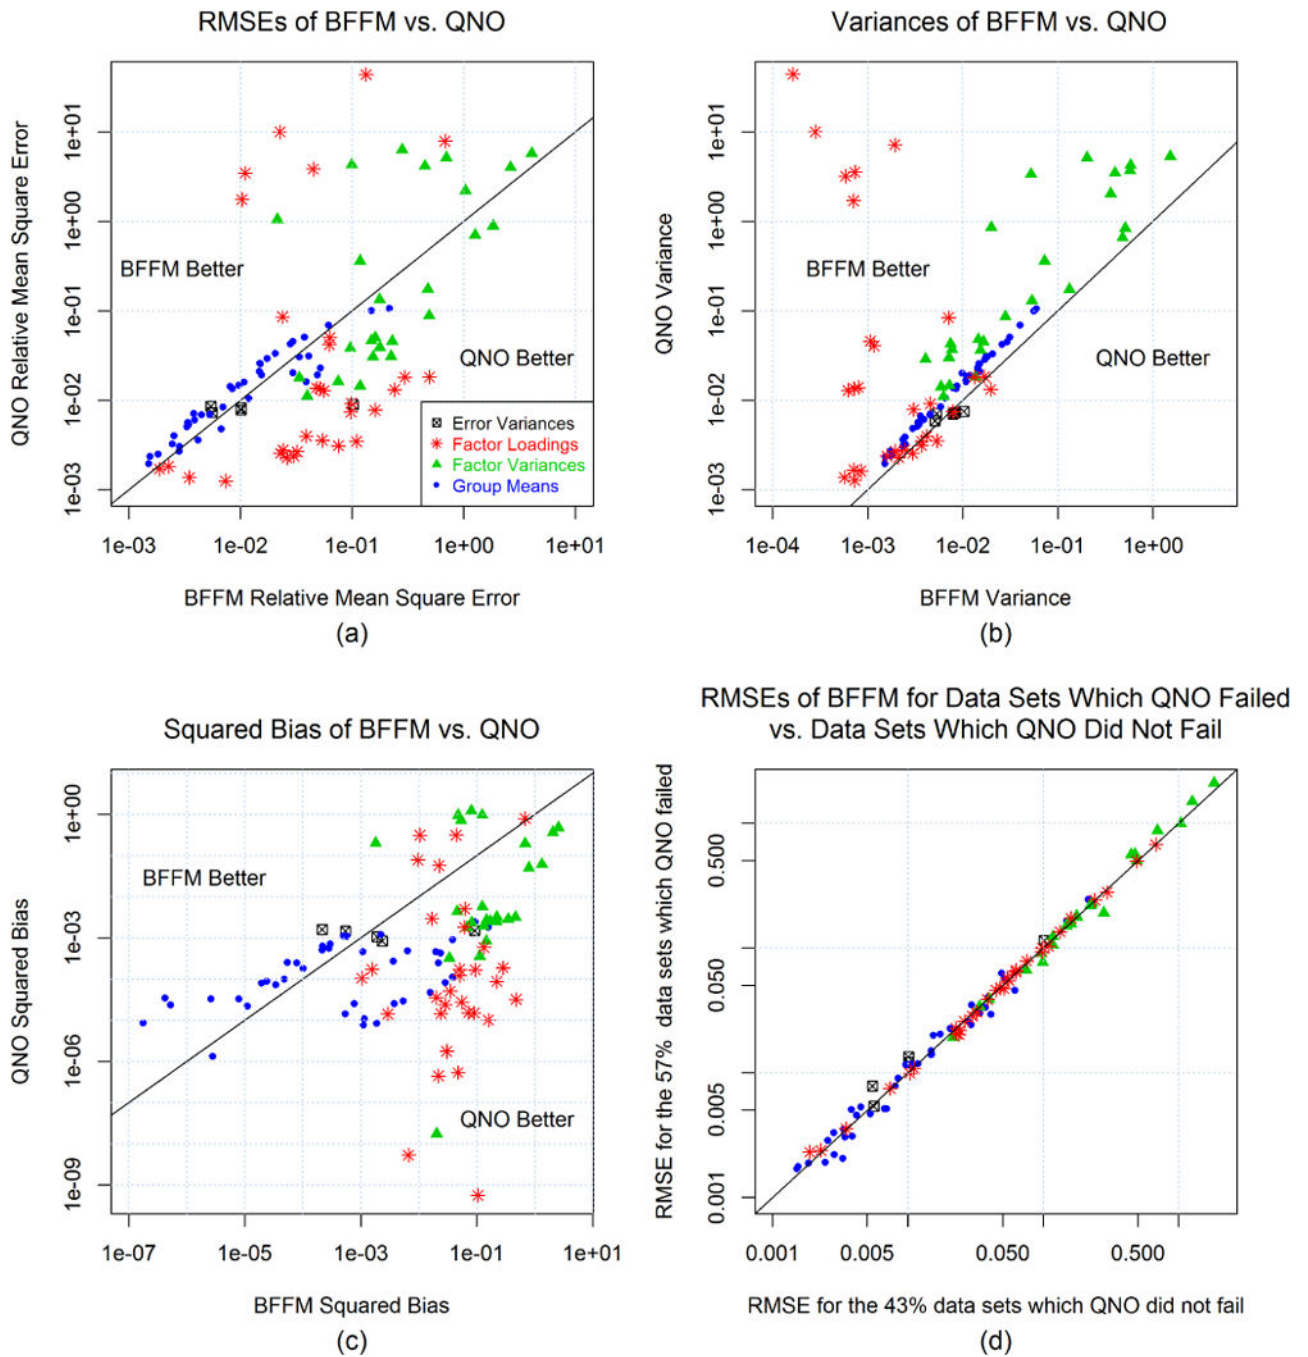 RMSEs of BFFM vs. QNO
QNO Relative Mean Square Error
1e+01
1e+00
1e-01
1e-02
1e-03
BFFM Better
QNO Better
Error Variances
Factor Loadings
Factor Variances
Group Means
1e-03 1e-02 1e-01 1e+00 1e+01
BFFM Relative Mean Square Error
(a)
Variances of BFFM vs. QNO
QNO Variance
1e+01
1e+00
1e-01
1e-02
1e-03
BFFM Better
QNO Better
1e-04 1e-03 1e-02 1e-01 1e+00
BFFM Variance
(b)
Squared Bias of BFFM vs. QNO
QNO Squared Bias
1e+00
1e-03
1e-06
1e-09
BFFM Better
QNO Better
1e-07 1e-05 1e-03 1e-01 1e+01
BFFM Squared Bias
(c)
RMSEs of BFFM for Data Sets Which QNO Failed
vs. Data Sets Which QNO Did Not Fail
RMSE for the 57% data sets which QNO failed
0.500
0.050
0.005
0.001
0.001 0.005 0.050 0.500
RMSE for the 43% data sets which QNO did not fail
(d)